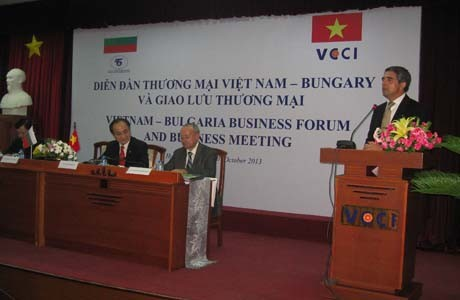 VCCI
DIỄN ĐÀN THƯƠNG MẠI VIỆT NAM – BUNGARY
VÀ GIAO LƯU THƯƠNG MẠI
VIETNAM – BULGARIA BUSINESS FORUM
AND BUSINESS MEETING
October 2013
VCCI